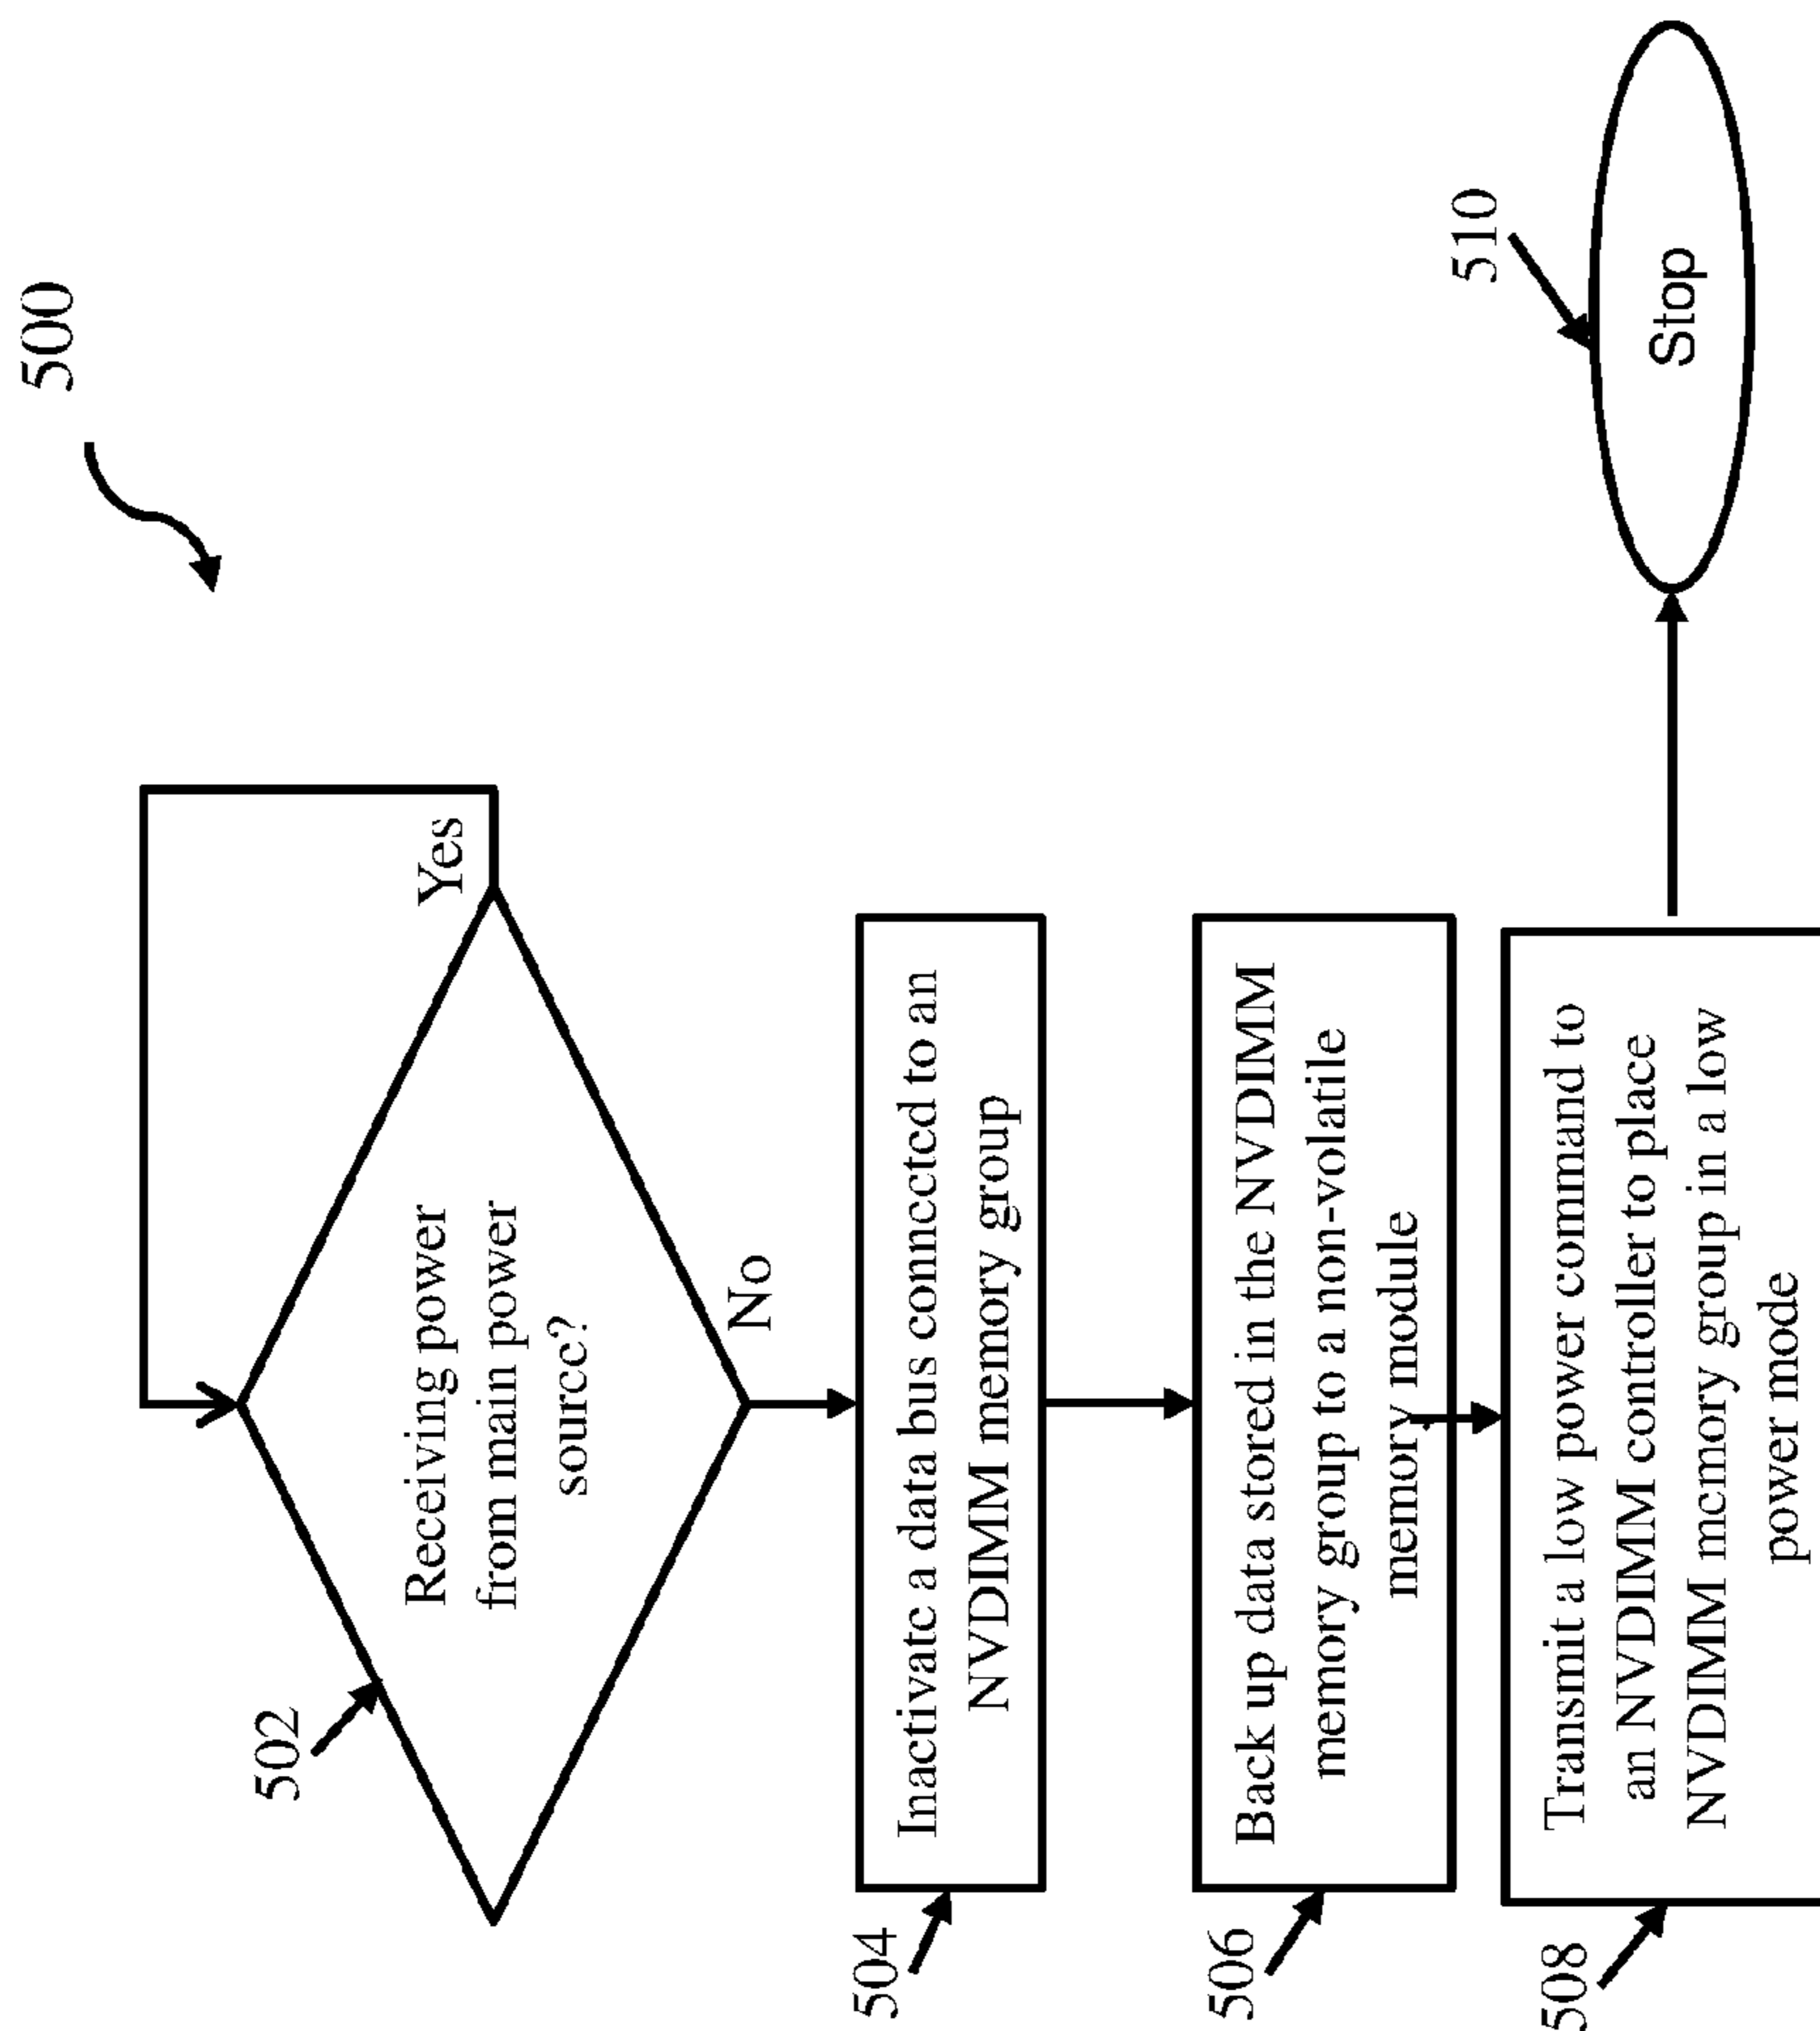 500
502
Receiving power
from main power
source?
Yes
No
504
Inactivate a data bus connected to an
NVDIMM memory group
506
Back up data stored in the NVDIMM
memory group to a non-volatile
memory module
508
Transmit a low power command to
an NVDIMM controller to place
NVDIMM memory group in a low
power mode
510
Stop